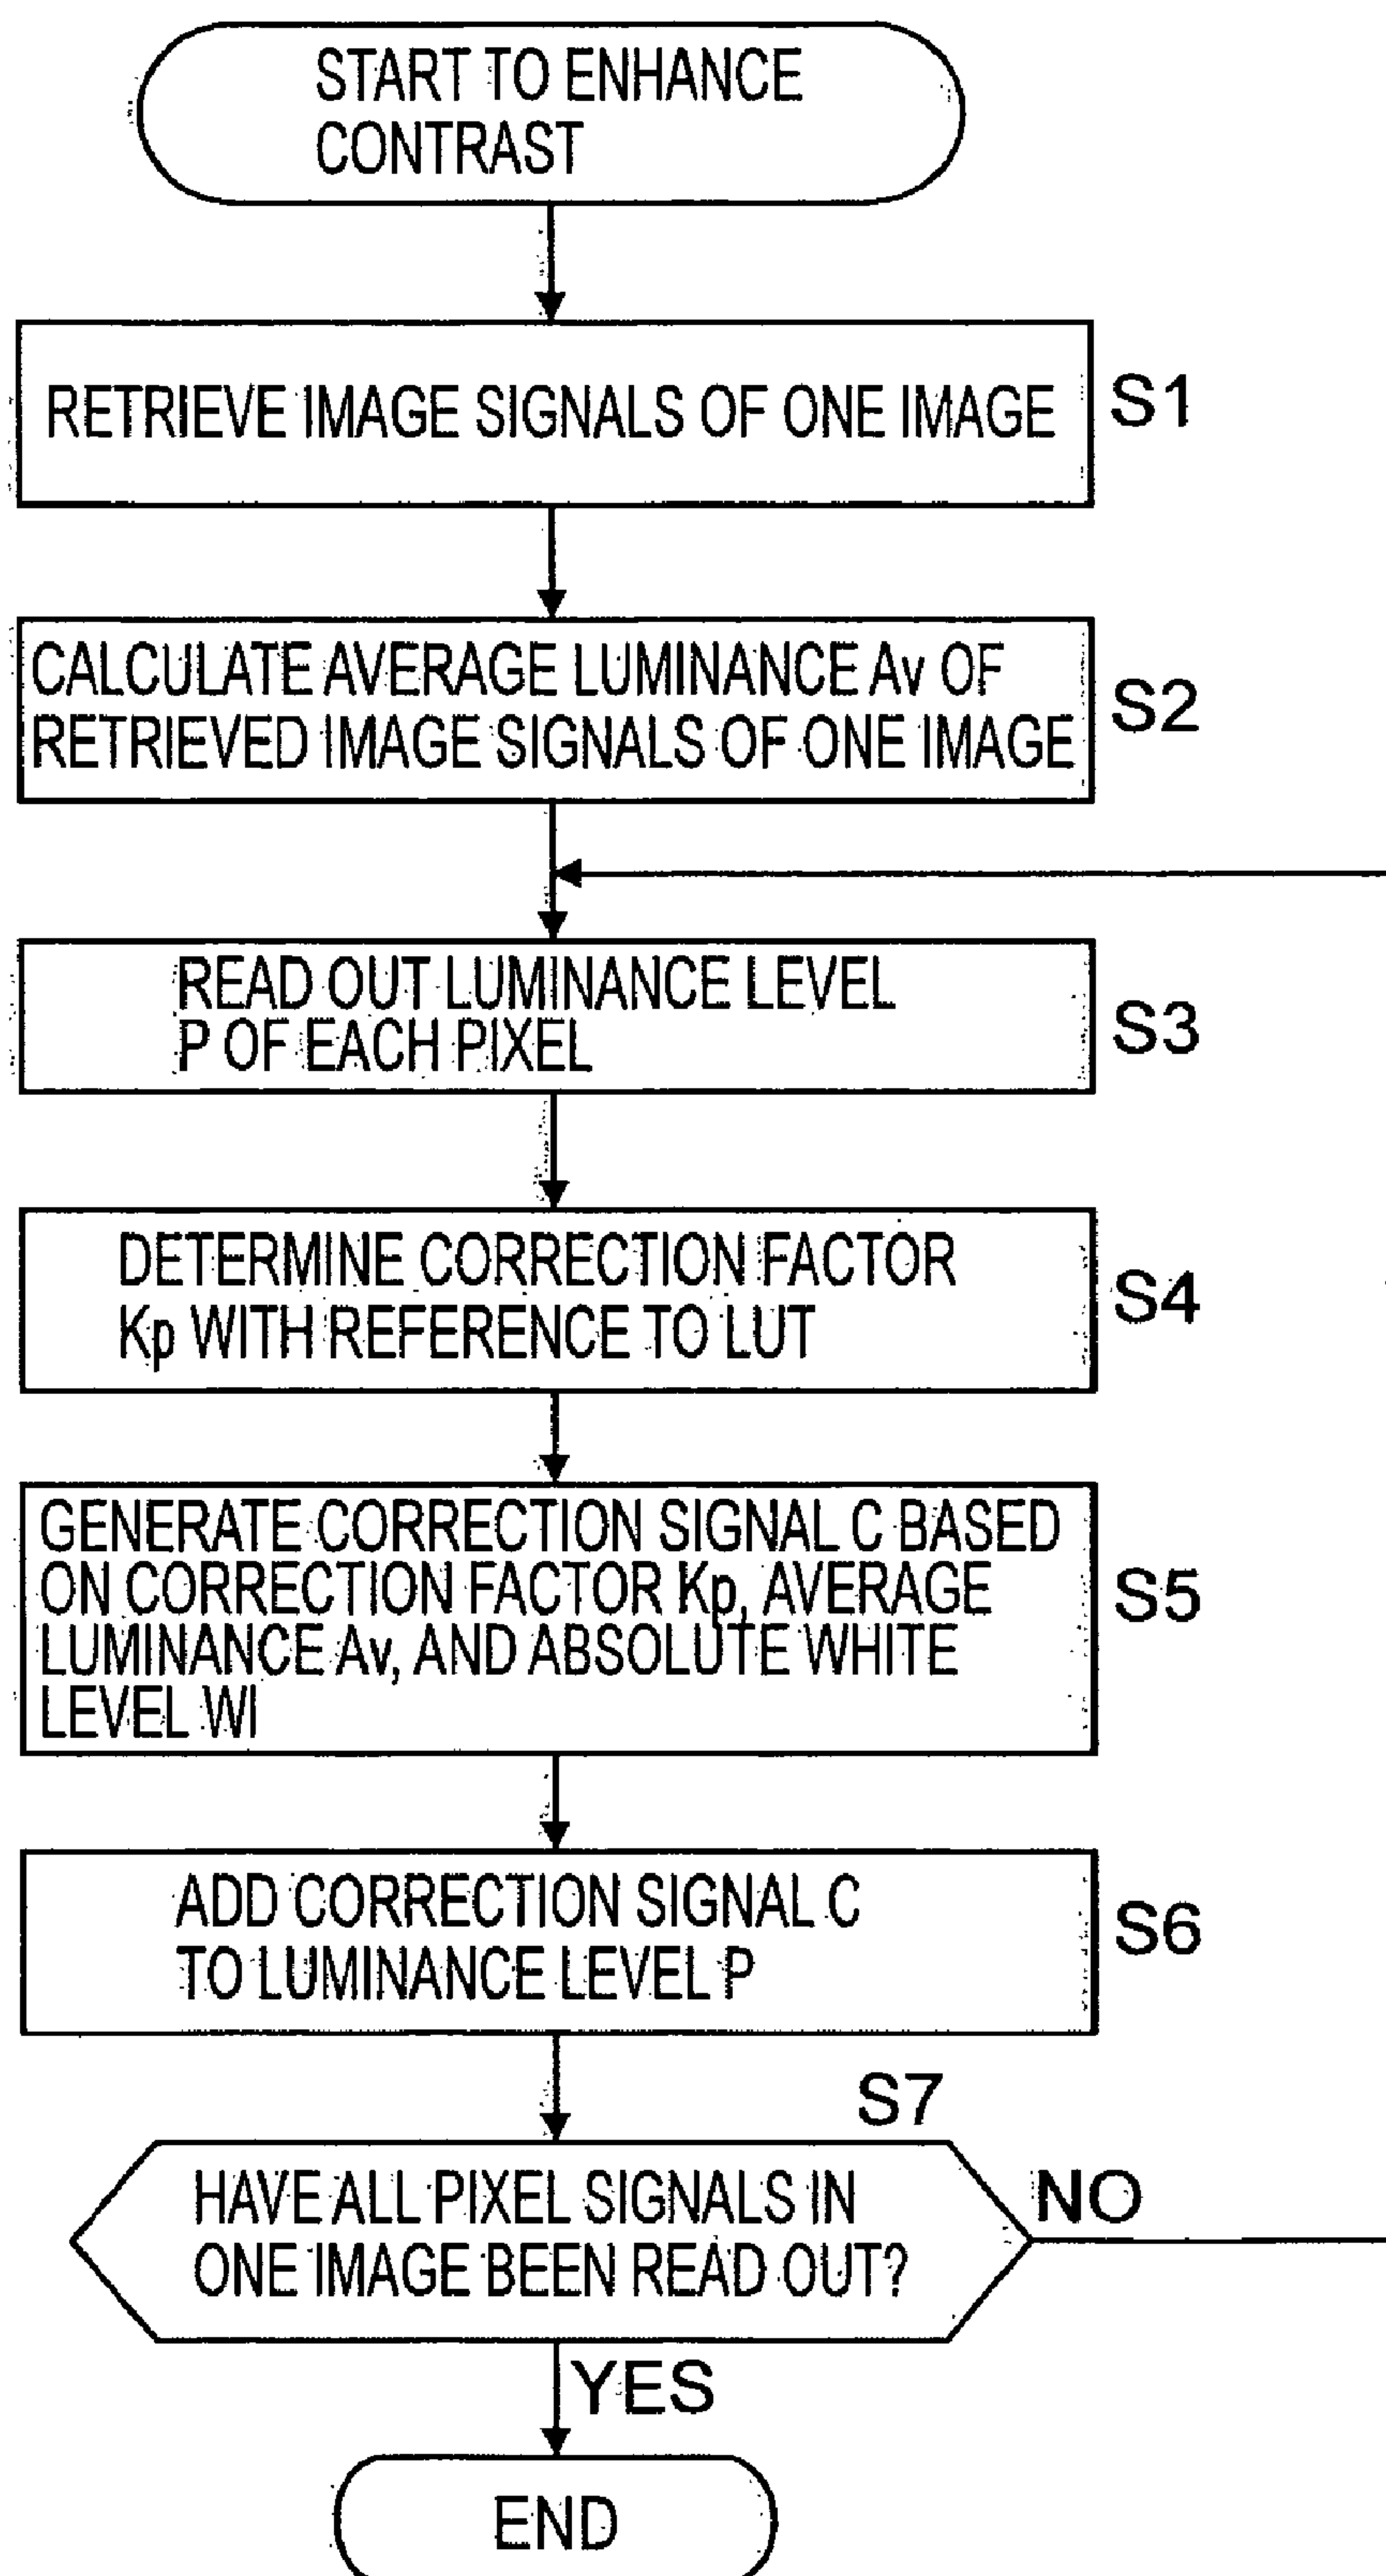 START TO ENHANCE
CONTRAST
RETRIEVE IMAGE SIGNALS OF ONE IMAGE
S1
CALCULATE AVERAGE LUMINANCE Av OF
RETRIEVED IMAGE SIGNALS OF ONE IMAGE
S2
READ OUT LUMINANCE LEVEL
P OF EACH PIXEL
S3
DETERMINE CORRECTION FACTOR
Kp WITH REFERENCE TO LUT
S4
GENERATE CORRECTION SIGNAL C BASED
ON CORRECTION FACTOR Kp, AVERAGE
LUMINANCE Av, AND ABSOLUTE WHITE
LEVEL Wl
S5
ADD CORRECTION SIGNAL C
TO LUMINANCE LEVEL P
S6
S7
HAVE ALL PIXEL SIGNALS IN
ONE IMAGE BEEN READ OUT?
NO
YES
END